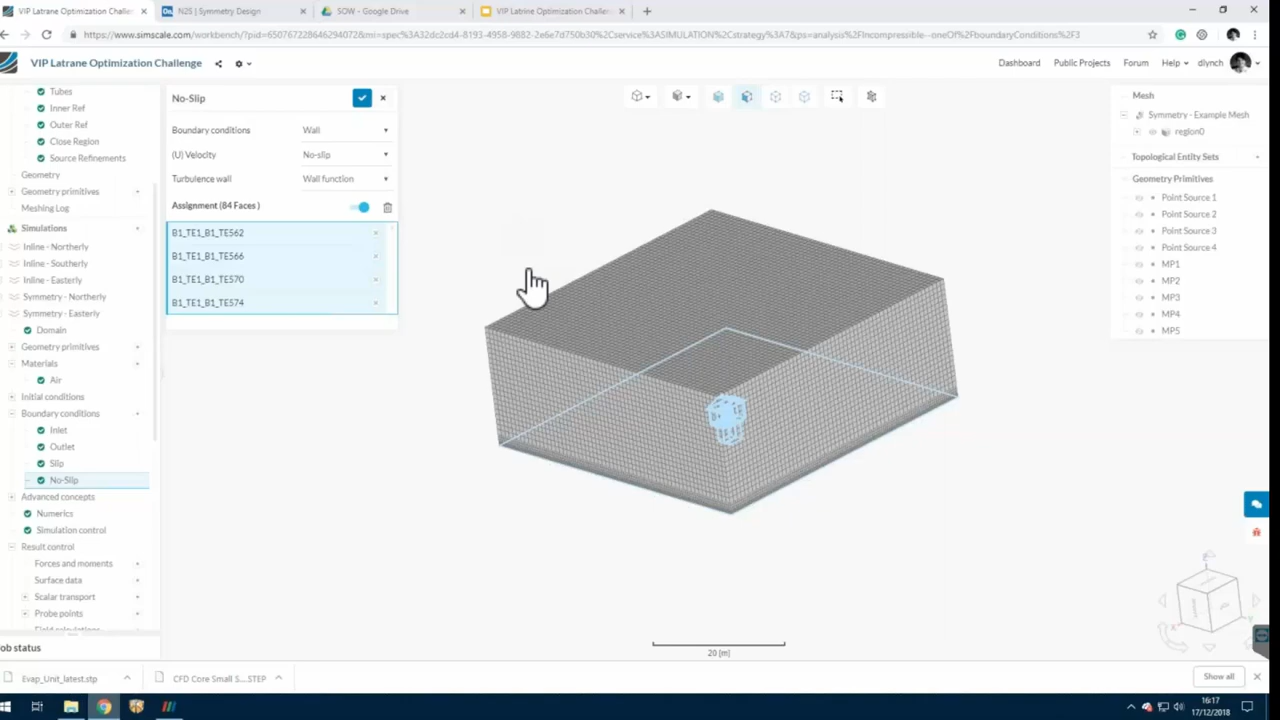 VIP Latrane Optimization Challe
N2S | Symmetry Design
SOW - Google Drive
VIP Latrine Optimization Challen
https://www.simscale.com/workbench/?pid=650767228646294072&mi=spec%3A32dc2cd4-8193-4958-9882-2e6e7d750b30%2Cservice%3ASIMULATION%2Cstrategy%3A7&ps=analysis%2FIncompressible--oneOf%2FboundaryConditions%2F3
VIP Latrane Optimization Challenge
Dashboard
Public Projects
Forum
Help
dlynch
Tubes
Inner Ref
Outer Ref
Close Region
Source Refinements
Geometry
Geometry primitives
Meshing Log
Simulations
Inline - Northerly
Inline - Southerly
Inline - Easterly
Symmetry - Northerly
Symmetry - Easterly
Domain
Geometry primitives
Materials
Air
Initial conditions
Boundary conditions
Inlet
Outlet
Slip
No-Slip
Advanced concepts
Numerics
Simulation control
Result control
Forces and moments
Surface data
Scalar transport
Probe points
Field calculations
ob status
No-Slip
Boundary conditions Wall
(U) Velocity No-slip
Turbulence wall Wall function
Assignment (84 Faces )
B1_TE1_B1_TE562
B1_TE1_B1_TE566
B1_TE1_B1_TE570
B1_TE1_B1_TE574
Mesh
Symmetry - Example Mesh
region0
Topological Entity Sets
Geometry Primitives
Point Source 1
Point Source 2
Point Source 3
Point Source 4
MP1
MP2
MP3
MP4
MP5
20 [m]
Evap_Unit_latest.stp
CFD Core Small S....STEP
Show all
16:17
17/12/2018